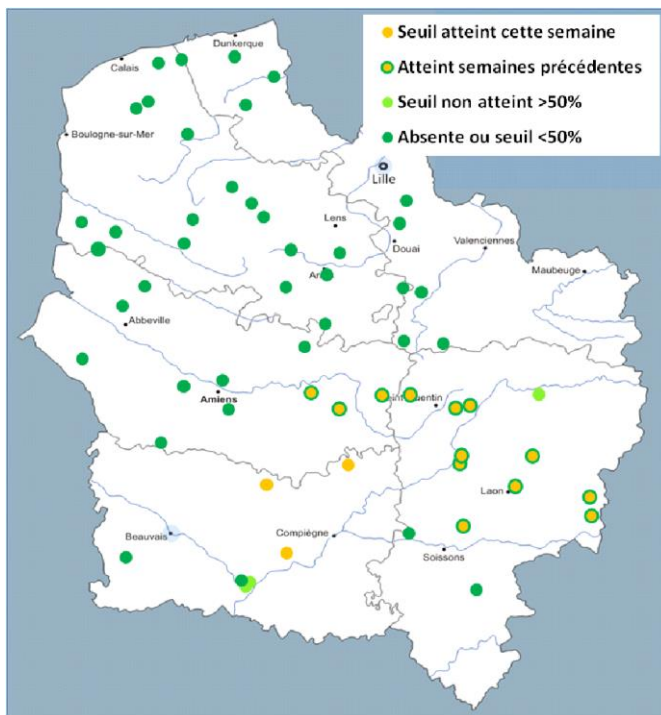 Seuil atteint cette semaine
Atteint semaines précédentes
Seuil non atteint >50%
Absente ou seuil <50%
Dunkerque
Calais
Boulogne-sur-Mer
Lille
Lens
Douai
Valenciennes
Maubeuge
Abbeville
Amiens
Laon
Beauvais
Compiègne
Soissons